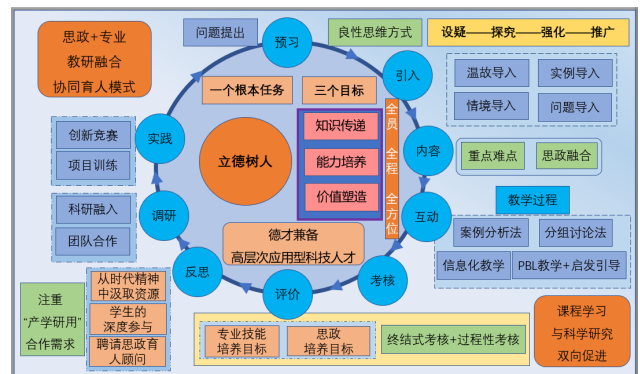 思政+专业
教研融合
协同育人模式
问题提出
预习
良性思维方式
设疑——探究——强化——推广
引入
温故导入
实例导入
情境导入
问题导入
一个根本任务
三个目标
知识传递
能力培养
价值塑造
全员 全程 全方位
立德树人
创新竞赛
项目训练
实践
内容
重点难点
思政融合
教学过程
科研融入
团队合作
调研
互动
案例分析法
分组讨论法
信息化教学
PBL教学+启发引导
德才兼备
高层次应用型科技人才
反思
评价
考核
注重
“产学研用”
合作需求
从时代精神
中汲取资源
学生的
深度参与
聘请思政育
人顾问
专业技能
培养目标
思政
培养目标
终结式考核+过程性考核
课程学习
与科学研究
双向促进